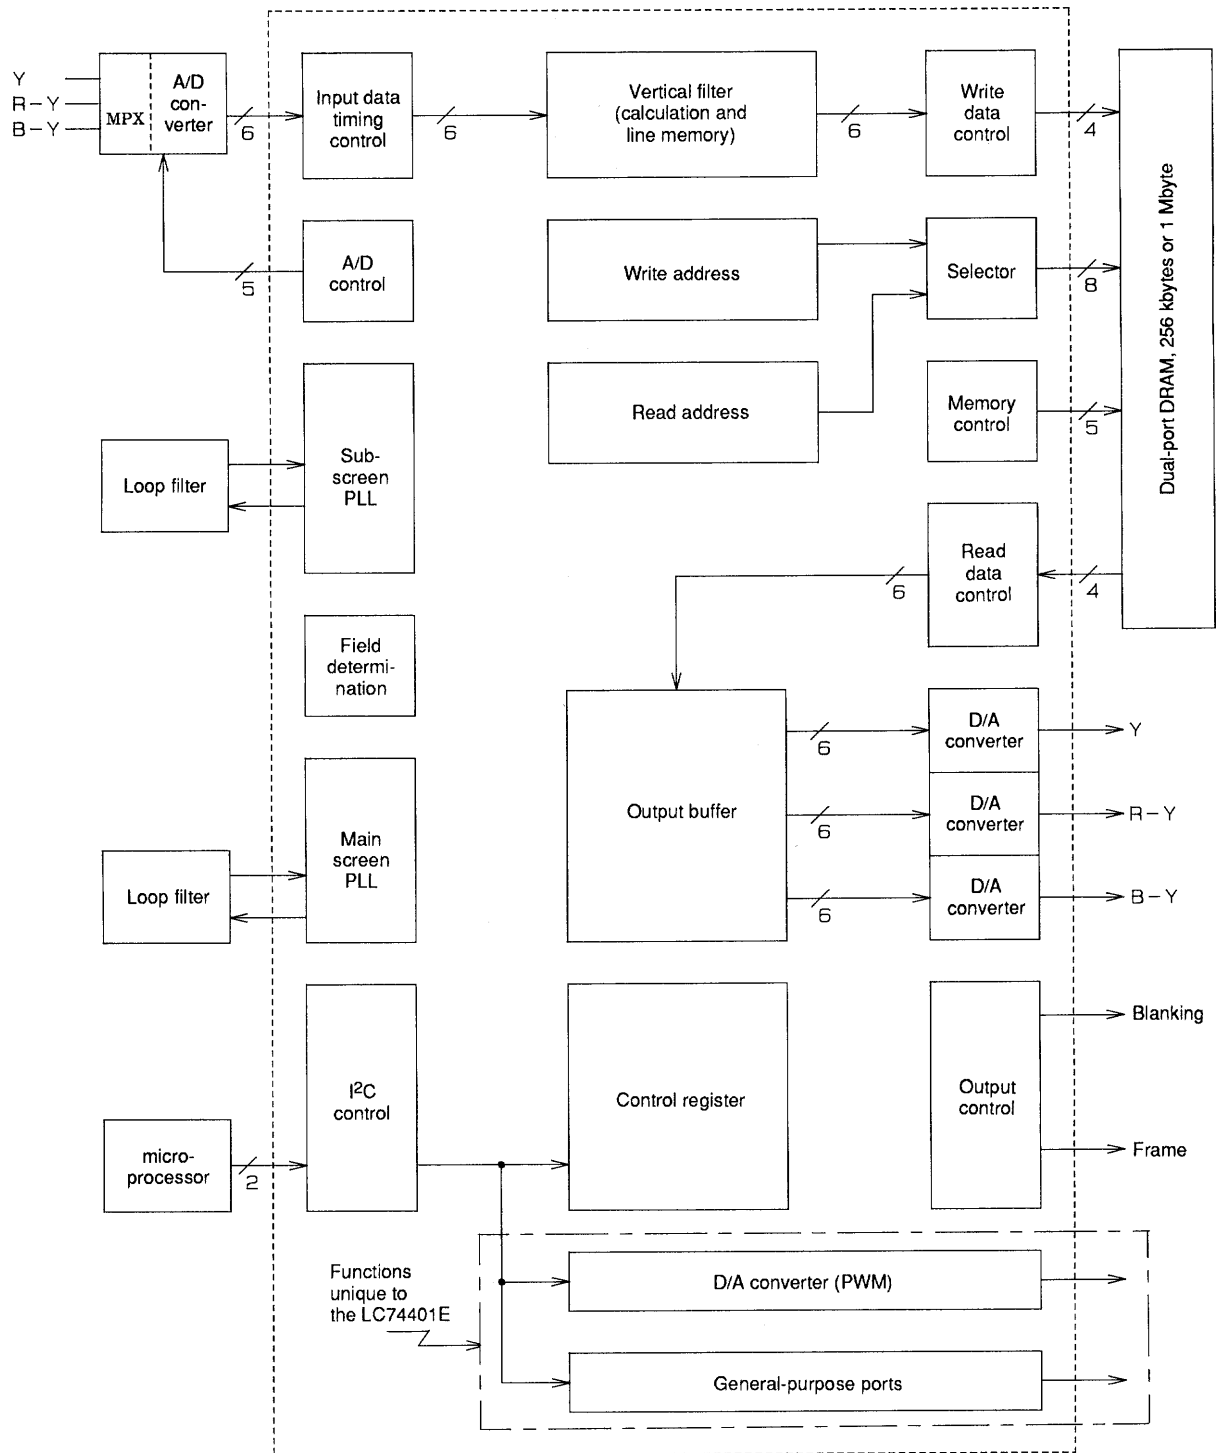 Y
R-Y
B-Y
MPX
A/D
con-
verter
6
Input data
timing
control
6
Vertical filter
(calculation and
line memory)
6
Write
data
control
4
Dual-port DRAM, 256 kbytes or 1 Mbyte
5
A/D
control
Write address
Selector
8
Read address
Memory
control
5
Loop filter
Sub-
screen
PLL
Read
data
control
6
4
Field
determi-
nation
Output buffer
6
D/A
converter
Y
6
D/A
converter
R-Y
6
D/A
converter
B-Y
Loop filter
Main
screen
PLL
I²C
control
Control register
Output
control
Blanking
Frame
micro-
processor
2
Functions
unique to
the LC74401E
D/A converter (PWM)
General-purpose ports